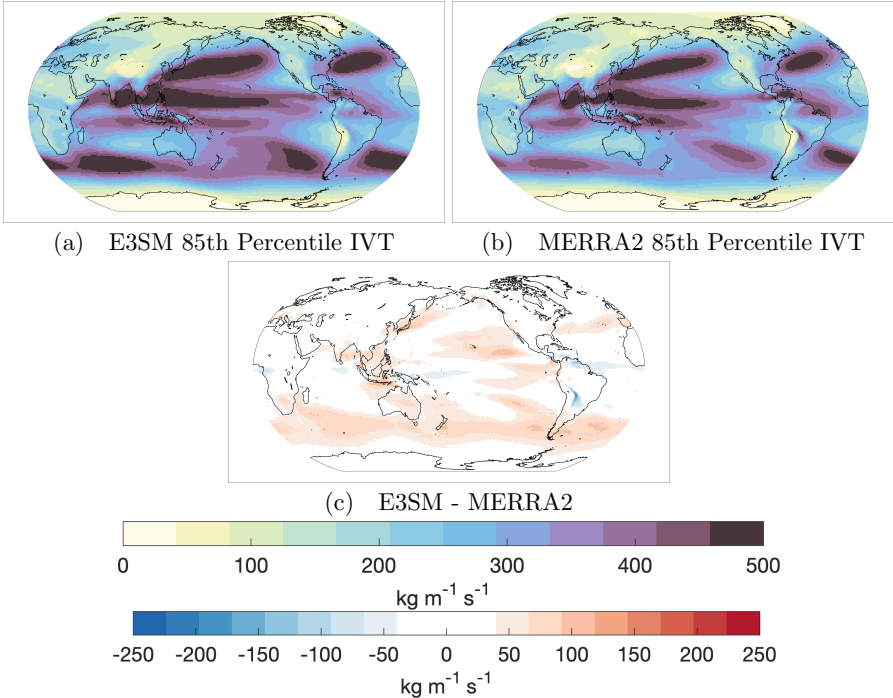 (a) E3SM 85th Percentile IVT
(b) MERRA2 85th Percentile IVT
(c) E3SM - MERRA2
0 100 200 300 400 500
kg m⁻¹ s⁻¹
-250 -200 -150 -100 -50 0 50 100 150 200 250
kg m⁻¹ s⁻¹